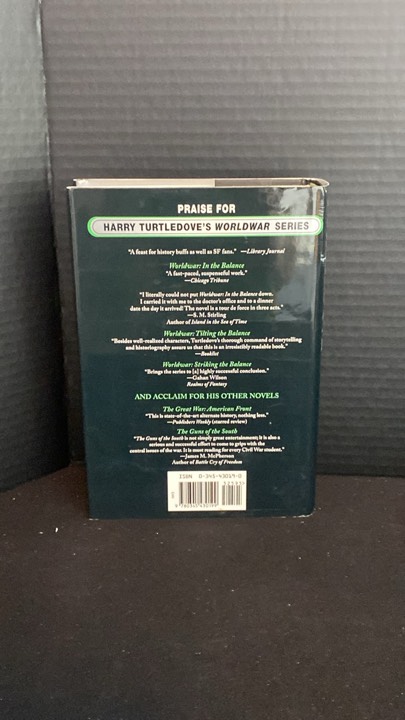 PRAISE FOR
HARRY TURTLEDOVE'S WORLDWAR SERIES
"A feast for history buffs as well as SF fans." —Library Journal
Worldwar: In the Balance
"A fast-paced, suspenseful work."
—Chicago Tribune
"I literally could not put Worldwar: In the Balance down.
I carried it with me to the doctor's office and to a dinner
date the day it arrived! The novel is a tour de force in three acts."
—S. M. Stirling
Author of Island in the Sea of Time
Worldwar: Tilting the Balance
"Besides well-realized characters, Turtledove's thorough command of storytelling
and historiography assure us that this is an irresistibly readable book."
—Booklist
Worldwar: Striking the Balance
"Brings the series to [a] highly successful conclusion."
—Gahan Wilson
Realms of Fantasy
AND ACCLAIM FOR HIS OTHER NOVELS
The Great War: American Front
"This is state-of-the-art alternate history, nothing less."
—Publishers Weekly (starred review)
The Guns of the South
"The Guns of the South is not simply great entertainment; it is also a
serious and successful effort to come to grips with the
central issues of the war. It is must reading for every Civil War student."
—James M. McPherson
Author of Battle Cry of Freedom
ISBN 0-345-43019-0